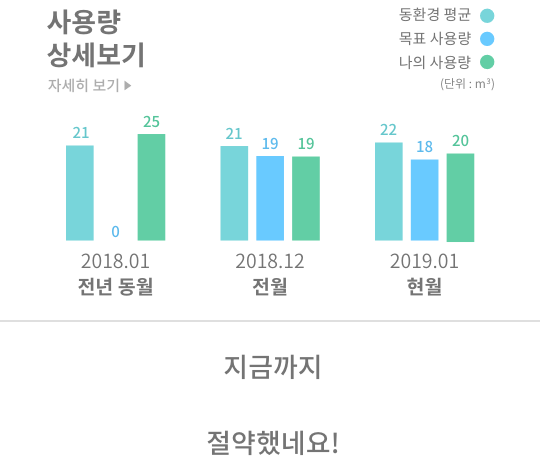 사용량
상세보기
자세히 보기
동환경 평균
목표 사용량
나의 사용량
(단위 : m³)
21 0 25
21 19 19
22 18 20
2018.01 2018.12 2019.01
전년 동월 전월 현월
지금까지
절약했네요!